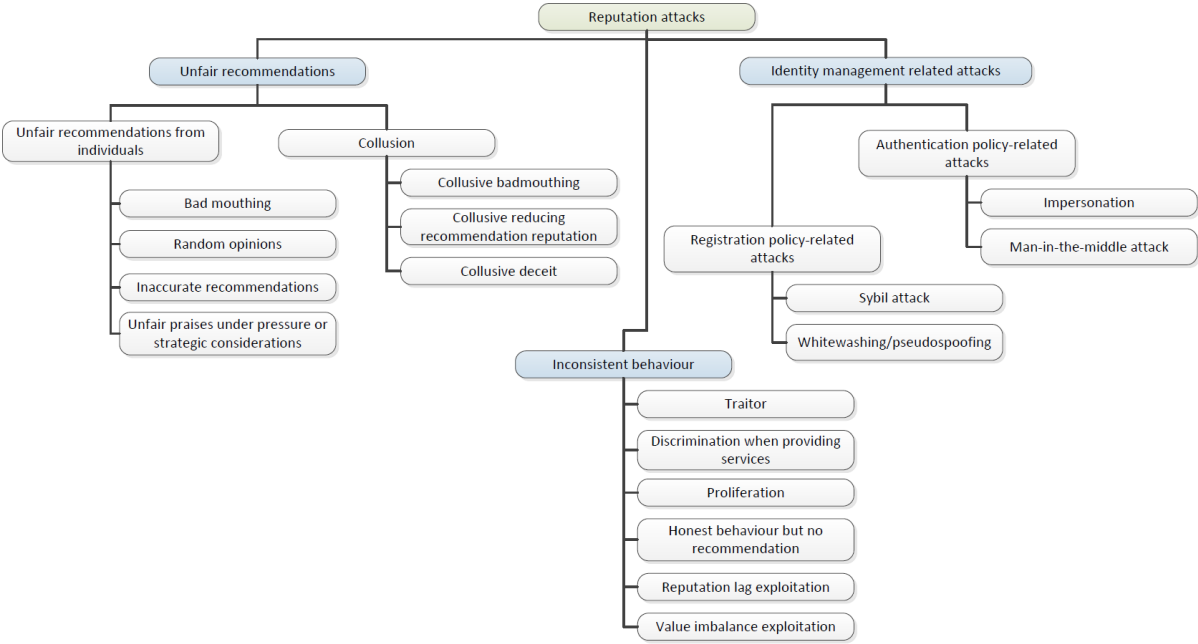 Reputation attacks
Unfair recommendations
Identity management related attacks
Unfair recommendations from
individuals
Collusion
Authentication policy-related
attacks
Bad mouthing
Random opinions
Inaccurate recommendations
Unfair praises under pressure or
strategic considerations
Collusive badmouthing
Collusive reducing
recommendation reputation
Collusive deceit
Impersonation
Man-in-the-middle attack
Registration policy-related
attacks
Sybil attack
Whitewashing/pseudospoofing
Inconsistent behaviour
Traitor
Discrimination when providing
services
Proliferation
Honest behaviour but no
recommendation
Reputation lag exploitation
Value imbalance exploitation